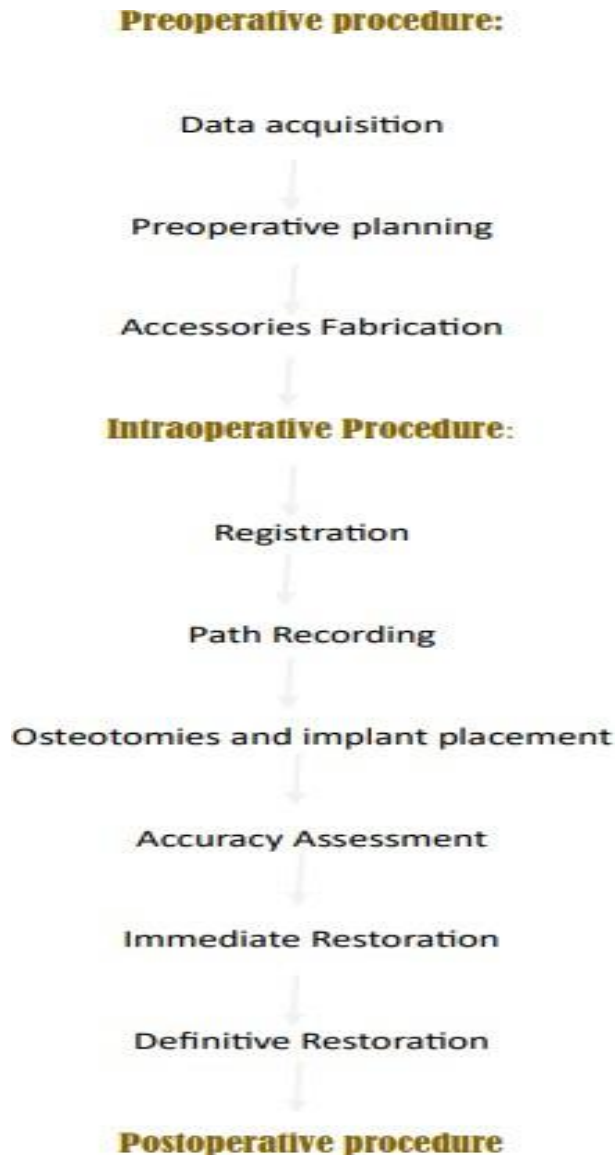 Preoperative procedure:
Data acquisition
Preoperative planning
Accessories Fabrication
Intraoperative Procedure:
Registration
Path Recording
Osteotomies and implant placement
Accuracy Assessment
Immediate Restoration
Definitive Restoration
Postoperative procedure